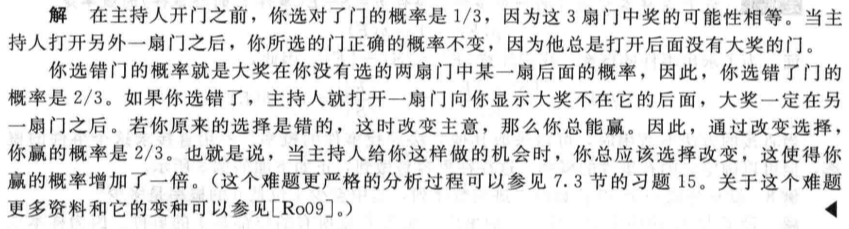 解 在主持人开门之前，你选对了门的概率是 1/3，因为这 3 扇门中奖的可能性相等。当主
持人打开另外一扇门之后，你所选的门正确的概率不变，因为他总是打开后面没有大奖的门。
你选错门的概率就是大奖在你没有选的两扇门中某一扇后面的概率，因此，你选错了门的
概率是 2/3。如果你选错了，主持人就打开一扇门向你显示大奖不在它的后面，大奖一定在另
一扇门之后。若你原来的选择是错的，这时改变主意，那么你总能赢。因此，通过改变选择，
你赢的概率是 2/3。也就是说，当主持人给你这样做的机会时，你总应该选择改变，这使得你
赢的概率增加了一倍。（这个难题更严格的分析过程可以参见 7.3 节的习题 15。关于这个难题
更多资料和它的变种可以参见[Ro09]。）